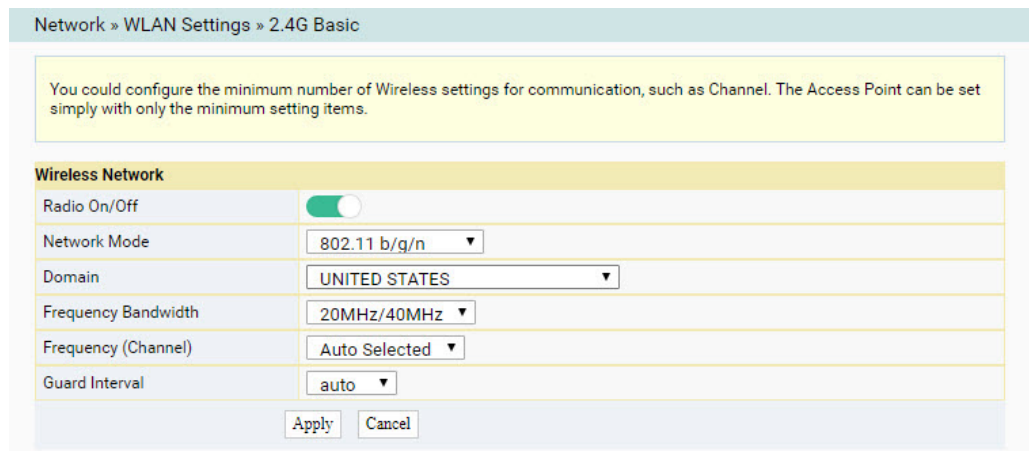 Network » WLAN Settings » 2.4G Basic
You could configure the minimum number of Wireless settings for communication, such as Channel. The Access Point can be set
simply with only the minimum setting items.
Wireless Network
Radio On/Off
Network Mode 802.11 b/g/n
Domain UNITED STATES
Frequency Bandwidth 20MHz/40MHz
Frequency (Channel) Auto Selected
Guard Interval auto
Apply Cancel